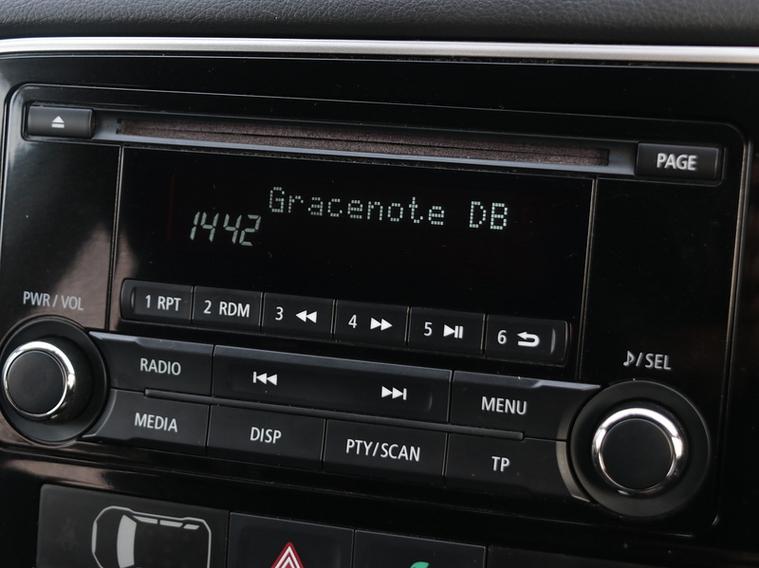 PAGE
Gracenote DB
1442
PWR/VOL
1 RPT
2 RDM
3
4
5
6
♪/SEL
RADIO
MENU
MEDIA
DISP
PTY/SCAN
TP